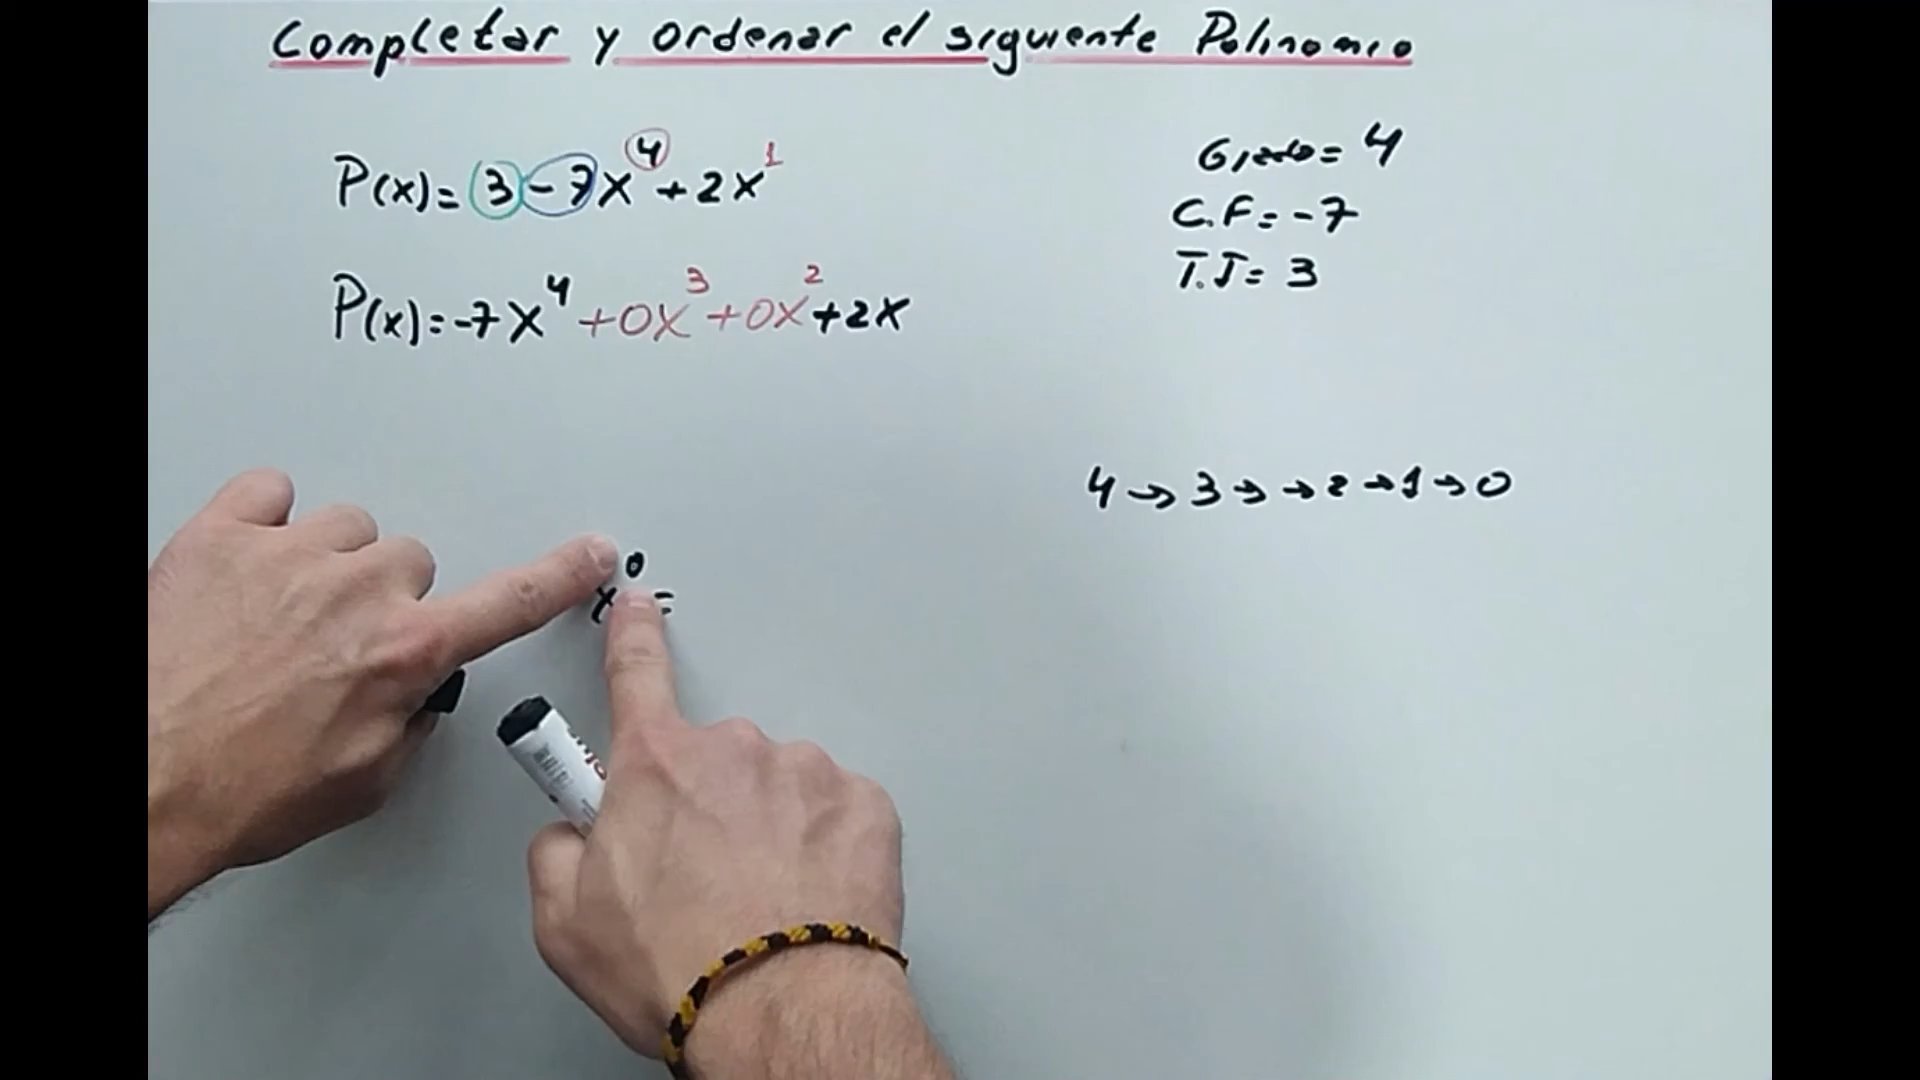 Completar y ordenar el siguiente Polinomio
P(x)= 3 - 7x⁴ + 2x¹
Grado= 4
C.F= -7
T.J= 3
P(x)= -7x⁴ +0x³ +0x² +2x
4 → 3 → → 2 → 1 → 0
x⁰ =